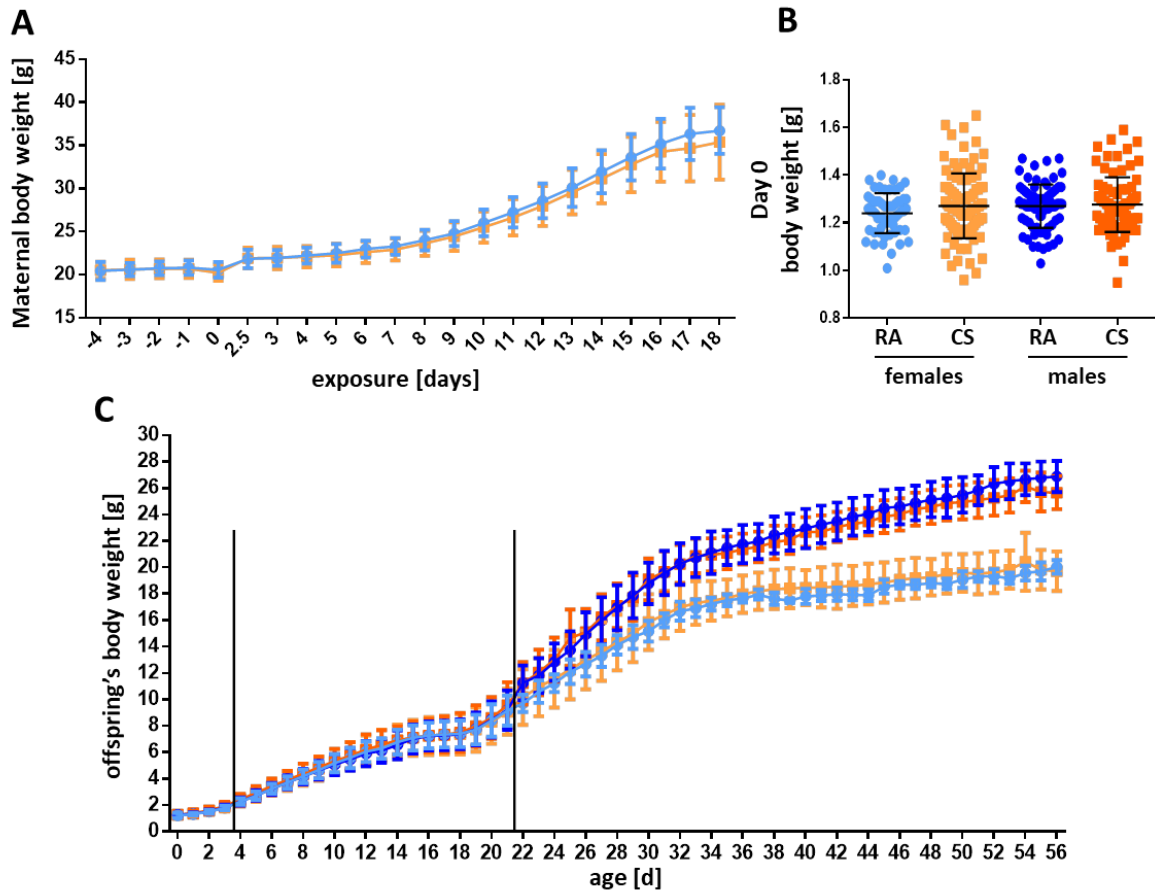 A
Maternal body weight [g]
45
40
35
30
25
20
15
-4 -3 -2 -1 0 2.5 3 4 5 6 7 8 9 10 11 12 13 14 15 16 17 18
exposure [days]
B
Day 0
body weight [g]
1.8
1.6
1.4
1.2
1.0
0.8
RA CS RA CS
females males
C
offspring's body weight [g]
30
28
26
24
22
20
18
16
14
12
10
8
6
4
2
0
0 2 4 6 8 10 12 14 16 18 20 22 24 26 28 30 32 34 36 38 40 42 44 46 48 50 52 54 56
age [d]